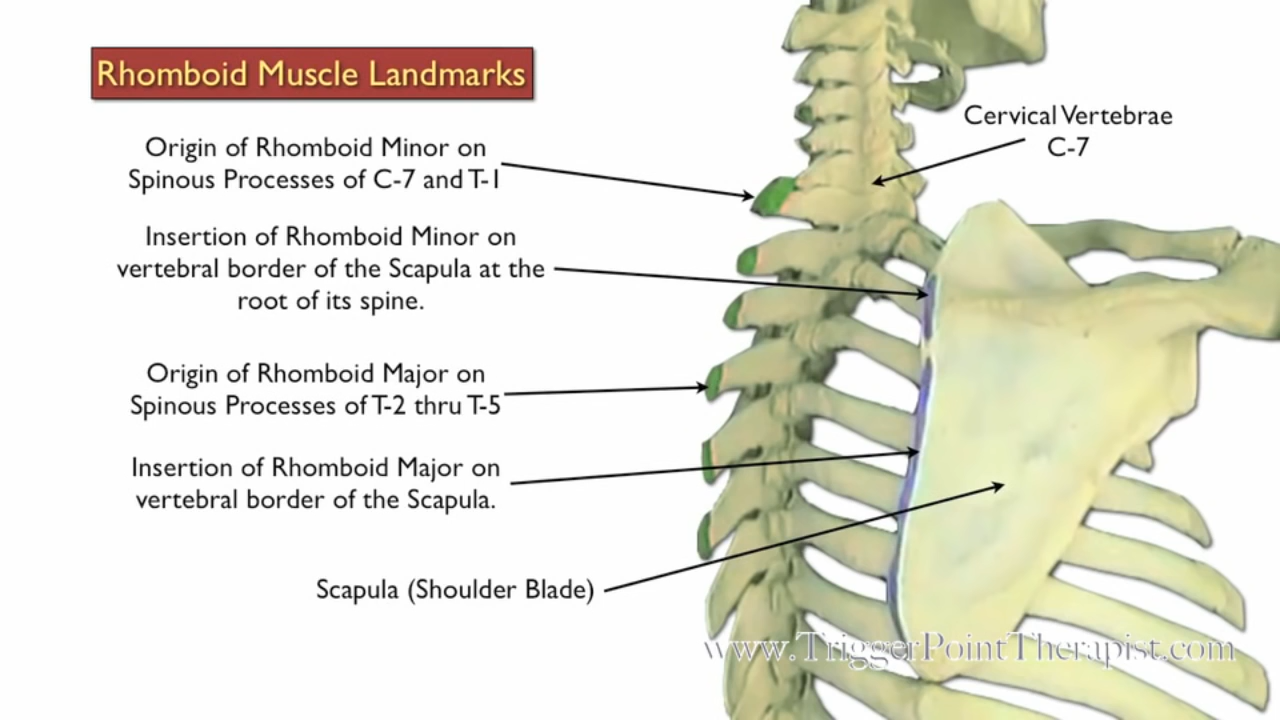 Rhomboid Muscle Landmarks
Origin of Rhomboid Minor on
Spinous Processes of C-7 and T-1
Cervical Vertebrae
C-7
Insertion of Rhomboid Minor on
vertebral border of the Scapula at the
root of its spine.
Origin of Rhomboid Major on
Spinous Processes of T-2 thru T-5
Insertion of Rhomboid Major on
vertebral border of the Scapula.
Scapula (Shoulder Blade)
www.TriggerPointTherapist.com